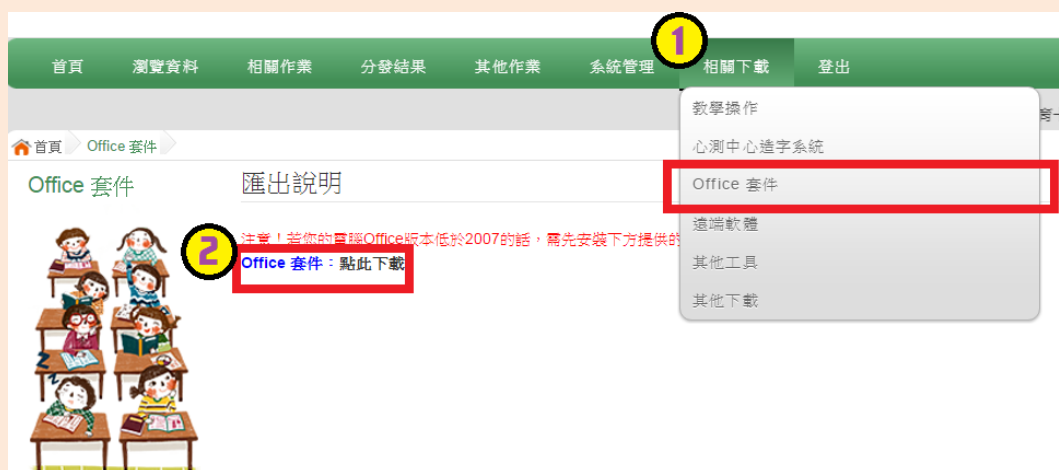 1
首頁 瀏覽資料 相關作業 分發結果 其他作業 系統管理 相關下載 登出
教學操作
心測中心造字系統
Office 套件
遠端軟體
其他工具
其他下載
首頁 Office 套件
Office 套件
匯出說明
2
注意!若您的電腦Office版本低於2007的話,需先安裝下方提供的
Office 套件:點此下載